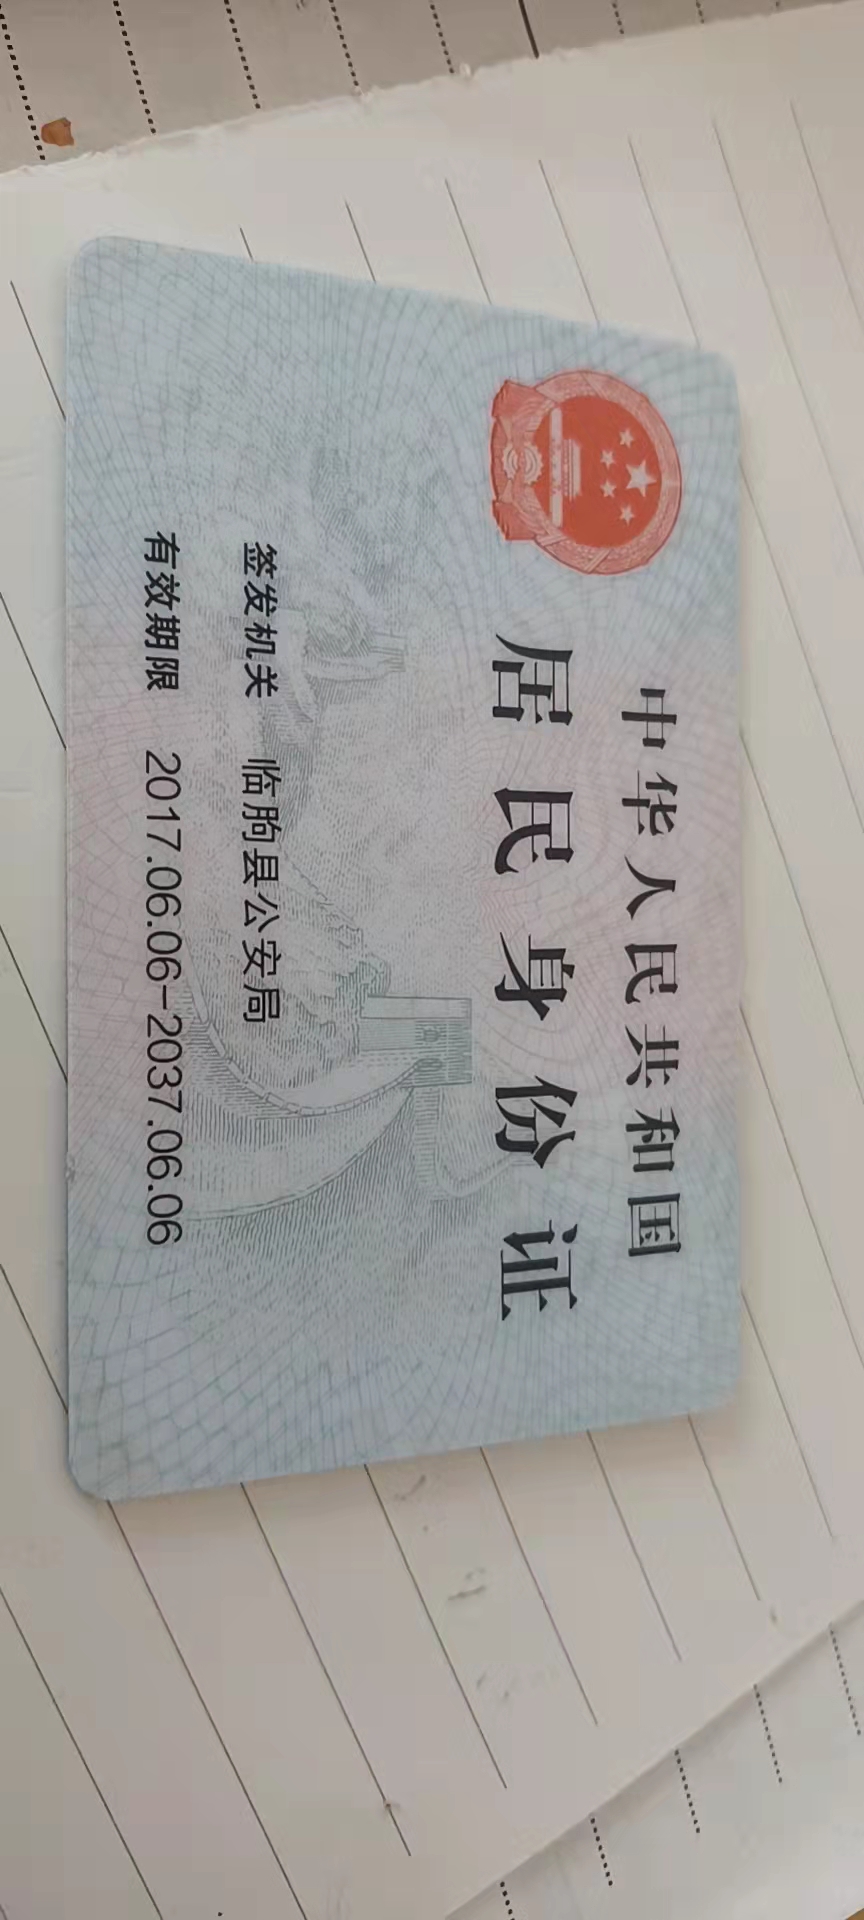 中华人民共和国
居民身份证
签发机关 临朐县公安局
有效期限 2017.06.06-2037.06.06